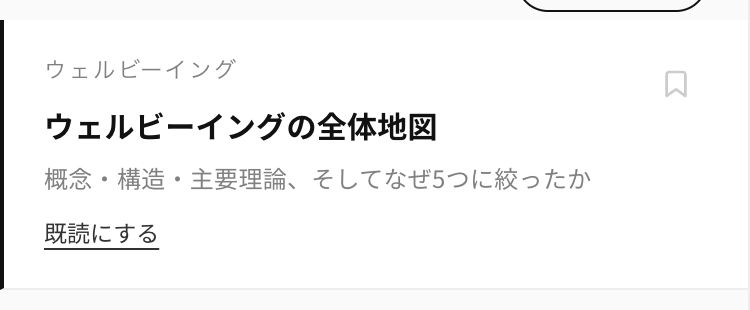 ウェルビーイング
ウェルビーイングの全体地図
概念・構造・主要理論、そしてなぜ5つに絞ったか
既読にする